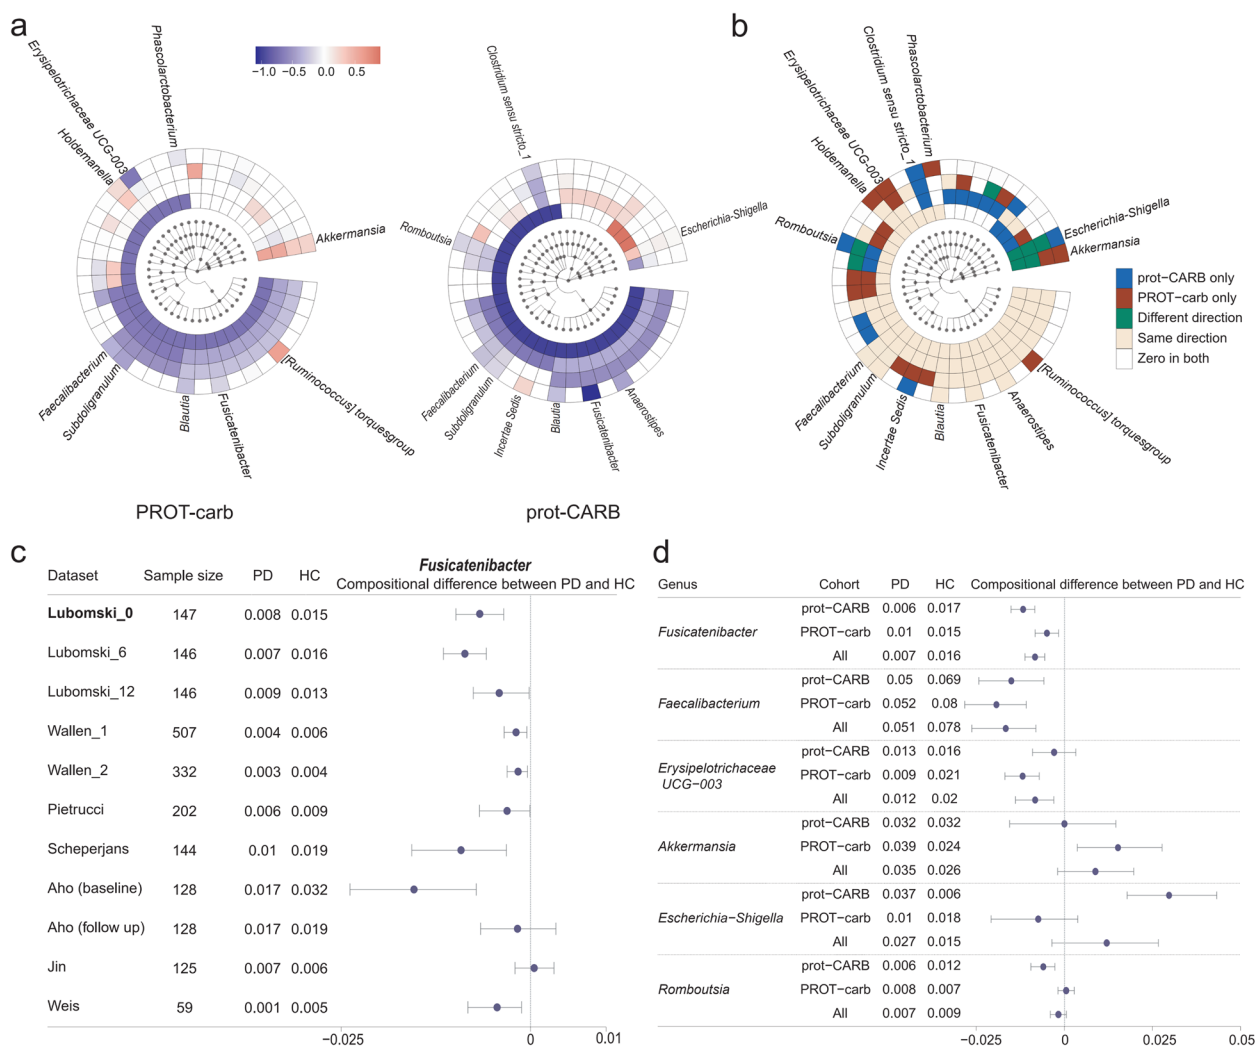 a
−1.0 −0.5 0.0 0.5
Phascolarctobacterium
Erysipelotrichaceae UCG-003
Holdemanella
Akkermansia
[Ruminococcus] torquesgroup
Fusicatenibacter
Blautia
Subdoligranulum
Faecalibacterium
PROT-carb
Clostridium sensu stricto_1
Romboutsia
Escherichia-Shigella
Anaerostipes
Fusicatenibacter
Blautia
Incertae Sedis
Subdoligranulum
Faecalibacterium
prot-CARB
b
Phascolarctobacterium
Clostridium sensu stricto_1
Erysipelotrichaceae UCG-003
Holdemanella
Romboutsia
Escherichia-Shigella
Akkermansia
[Ruminococcus] torquesgroup
Anaerostipes
Fusicatenibacter
Blautia
Incertae Sedis
Subdoligranulum
Faecalibacterium
prot−CARB only
PROT−carb only
Different direction
Same direction
Zero in both
c
Fusicatenibacter
Dataset Sample size PD HC Compositional difference between PD and HC
Lubomski_0 147 0.008 0.015
Lubomski_6 146 0.007 0.016
Lubomski_12 146 0.009 0.013
Wallen_1 507 0.004 0.006
Wallen_2 332 0.003 0.004
Pietrucci 202 0.006 0.009
Scheperjans 144 0.01 0.019
Aho (baseline) 128 0.017 0.032
Aho (follow up) 128 0.017 0.019
Jin 125 0.007 0.006
Weis 59 0.001 0.005
−0.025 0 0.01
d
Genus Cohort PD HC Compositional difference between PD and HC
prot−CARB 0.006 0.017
Fusicatenibacter PROT−carb 0.01 0.015
All 0.007 0.016
prot−CARB 0.05 0.069
Faecalibacterium PROT−carb 0.052 0.08
All 0.051 0.078
prot−CARB 0.013 0.016
Erysipelotrichaceae
UCG−003 PROT−carb 0.009 0.021
All 0.012 0.02
prot−CARB 0.032 0.032
Akkermansia PROT−carb 0.039 0.024
All 0.035 0.026
prot−CARB 0.037 0.006
Escherichia−Shigella PROT−carb 0.01 0.018
All 0.027 0.015
prot−CARB 0.006 0.012
Romboutsia PROT−carb 0.008 0.007
All 0.007 0.009
−0.025 0 0.025 0.05